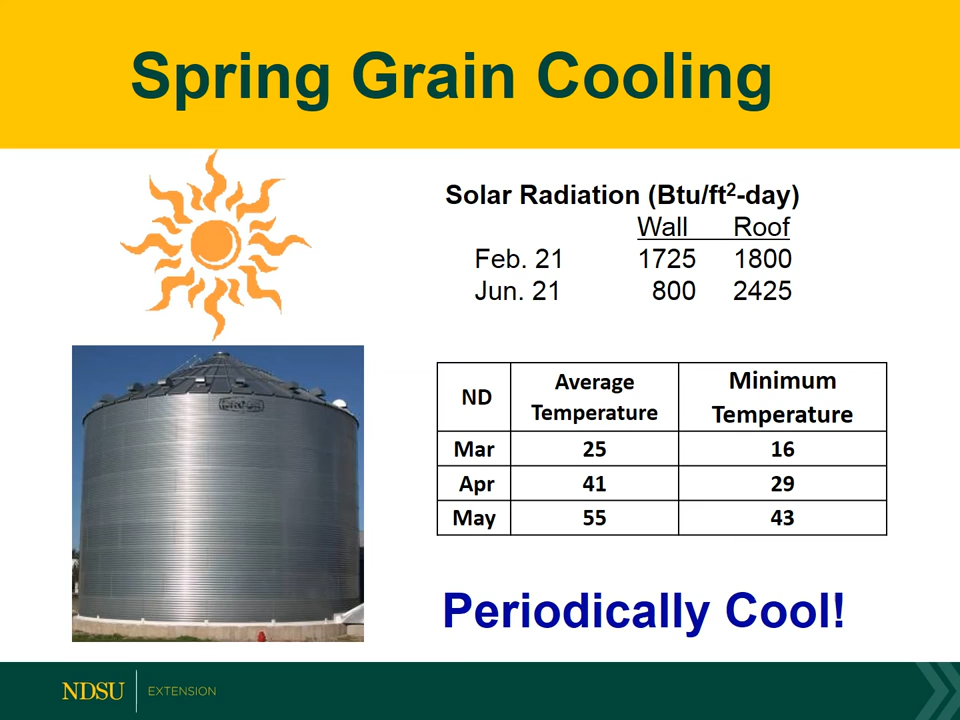 Spring Grain Cooling
Solar Radiation (Btu/ft²-day)
Wall Roof
Feb. 21 1725 1800
Jun. 21 800 2425
ND Average Temperature Minimum Temperature
Mar 25 16
Apr 41 29
May 55 43
Periodically Cool!
NDSU EXTENSION